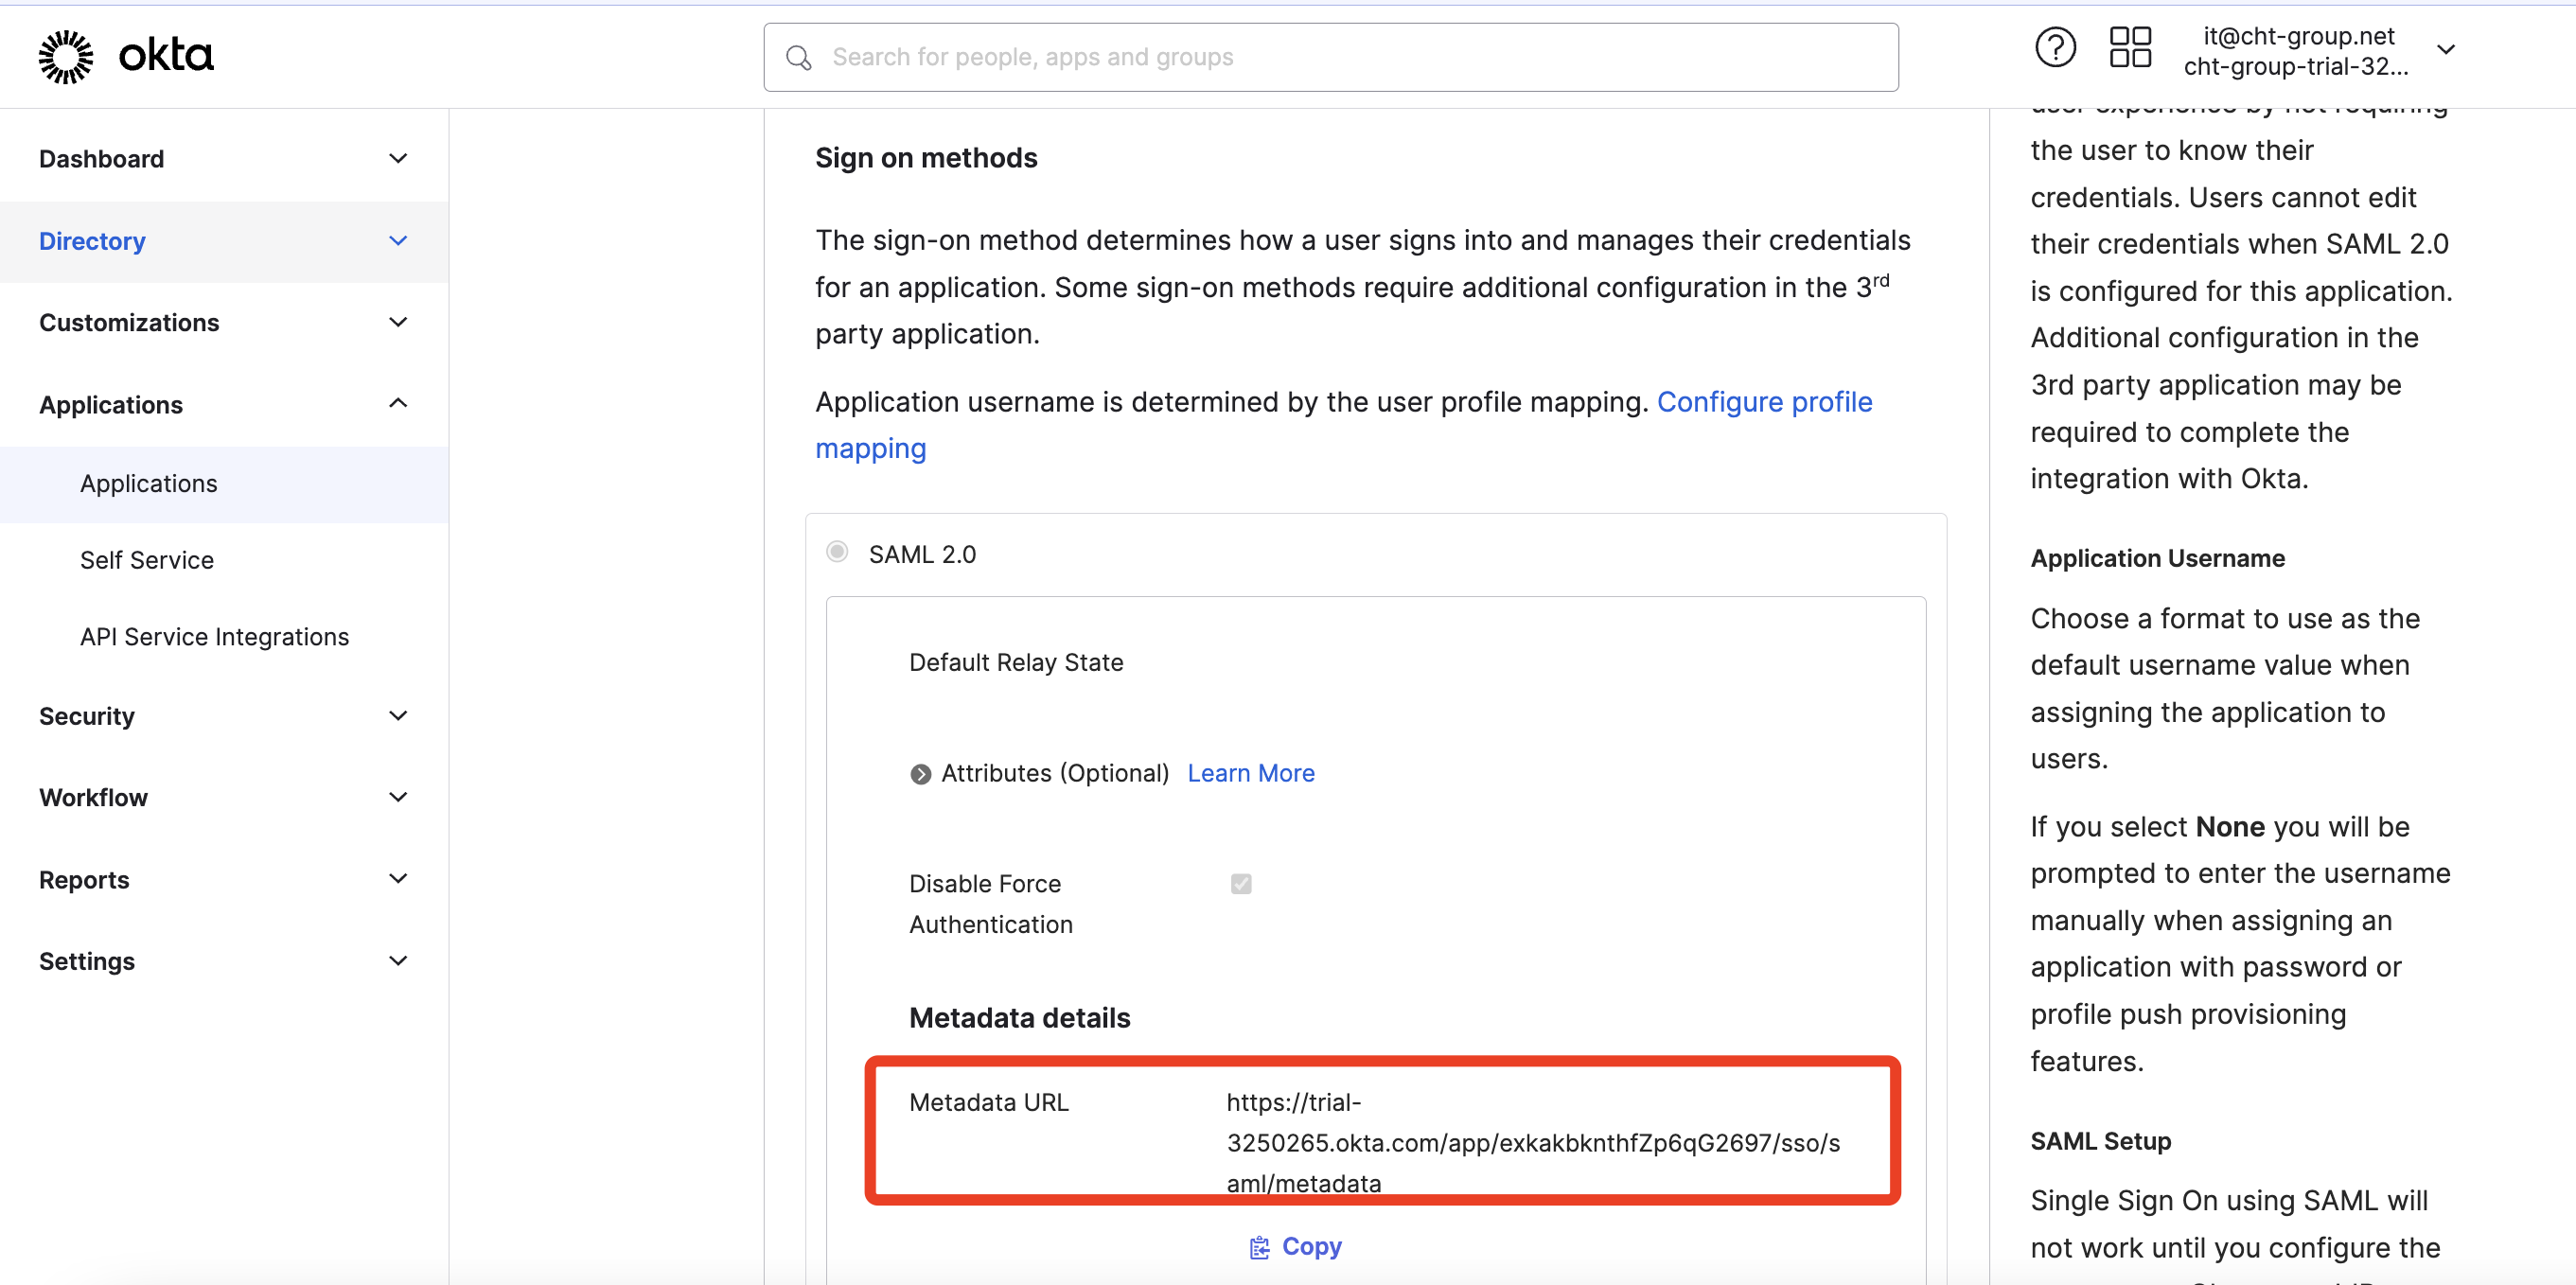 okta
Search for people, apps and groups
it@cht-group.net
cht-group-trial-32...
Dashboard
Directory
Customizations
Applications
Applications
Self Service
API Service Integrations
Security
Workflow
Reports
Settings
Sign on methods
The sign-on method determines how a user signs into and manages their credentials
for an application. Some sign-on methods require additional configuration in the 3rd
party application.
Application username is determined by the user profile mapping. Configure profile
mapping
SAML 2.0
Default Relay State
Attributes (Optional) Learn More
Disable Force
Authentication
Metadata details
Metadata URL
https://trial-
3250265.okta.com/app/exkakbknthfZp6qG2697/sso/s
aml/metadata
Copy
user experience by not requiring
the user to know their
credentials. Users cannot edit
their credentials when SAML 2.0
is configured for this application.
Additional configuration in the
3rd party application may be
required to complete the
integration with Okta.
Application Username
Choose a format to use as the
default username value when
assigning the application to
users.
If you select None you will be
prompted to enter the username
manually when assigning an
application with password or
profile push provisioning
features.
SAML Setup
Single Sign On using SAML will
not work until you configure the